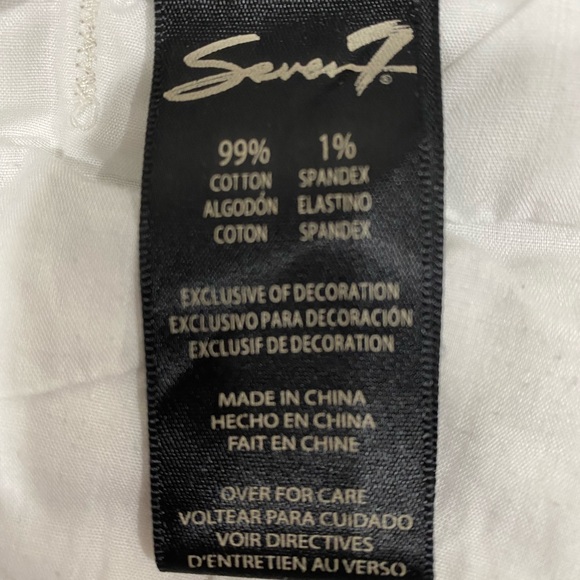 Seven7
99% 1%
COTTON SPANDEX
ALGODÓN ELASTINO
COTON SPANDEX
EXCLUSIVE OF DECORATION
EXCLUSIVO PARA DECORACIÓN
EXCLUSIF DE DECORATION
MADE IN CHINA
HECHO EN CHINA
FAIT EN CHINE
OVER FOR CARE
VOLTEAR PARA CUIDADO
VOIR DIRECTIVES
D'ENTRETIEN AU VERSO